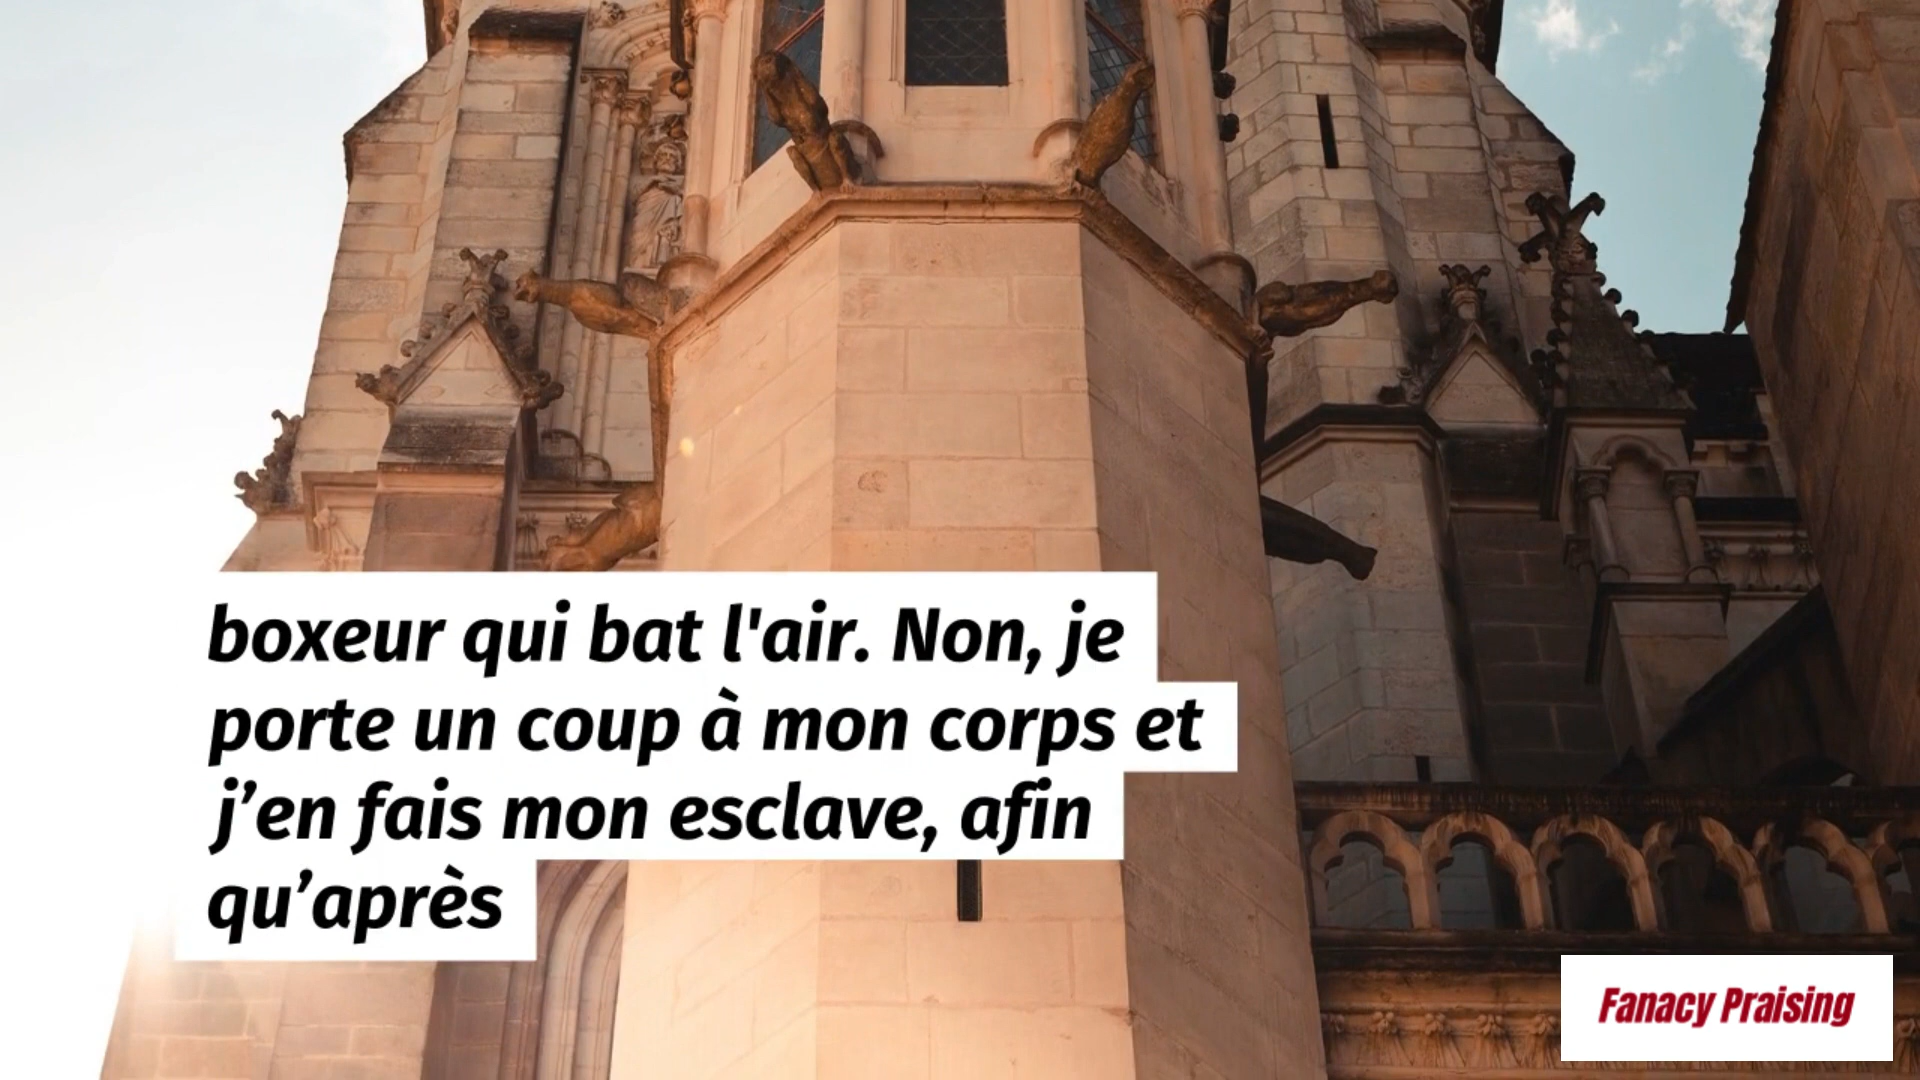 boxeur qui bat l'air. Non, je
porte un coup à mon corps et
j’en fais mon esclave, afin
qu’après
Fanacy Praising